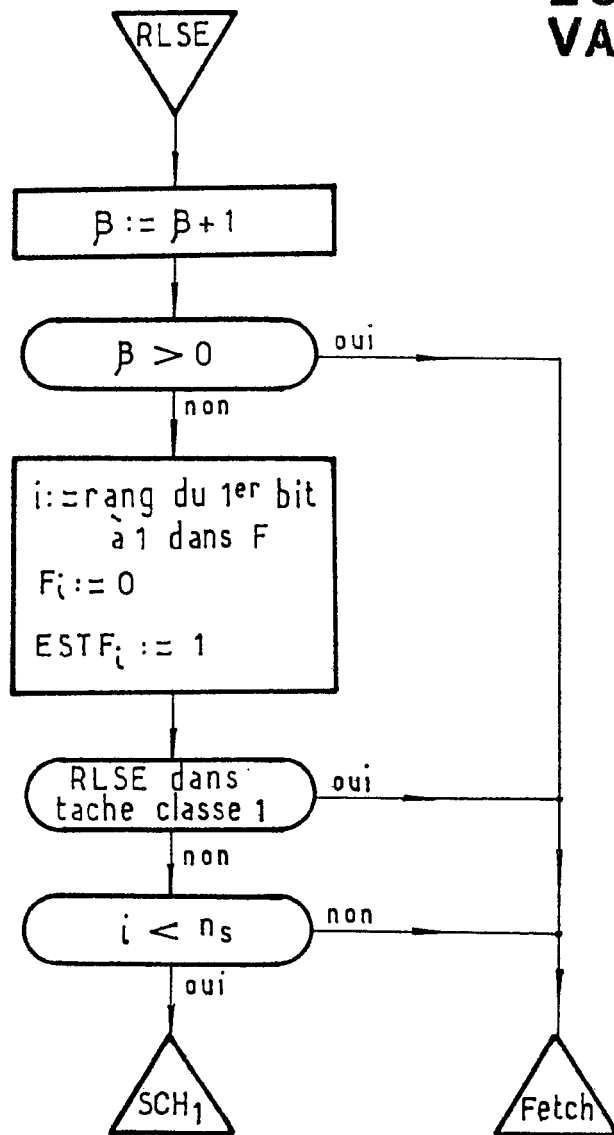 RLSE
VA
β := β + 1
β > 0
oui
non
i := rang du 1er bit
à 1 dans F
Fi := 0
ESTFi := 1
RLSE dans
tache classe 1
oui
non
i < ns
non
oui
SCH1
Fetch